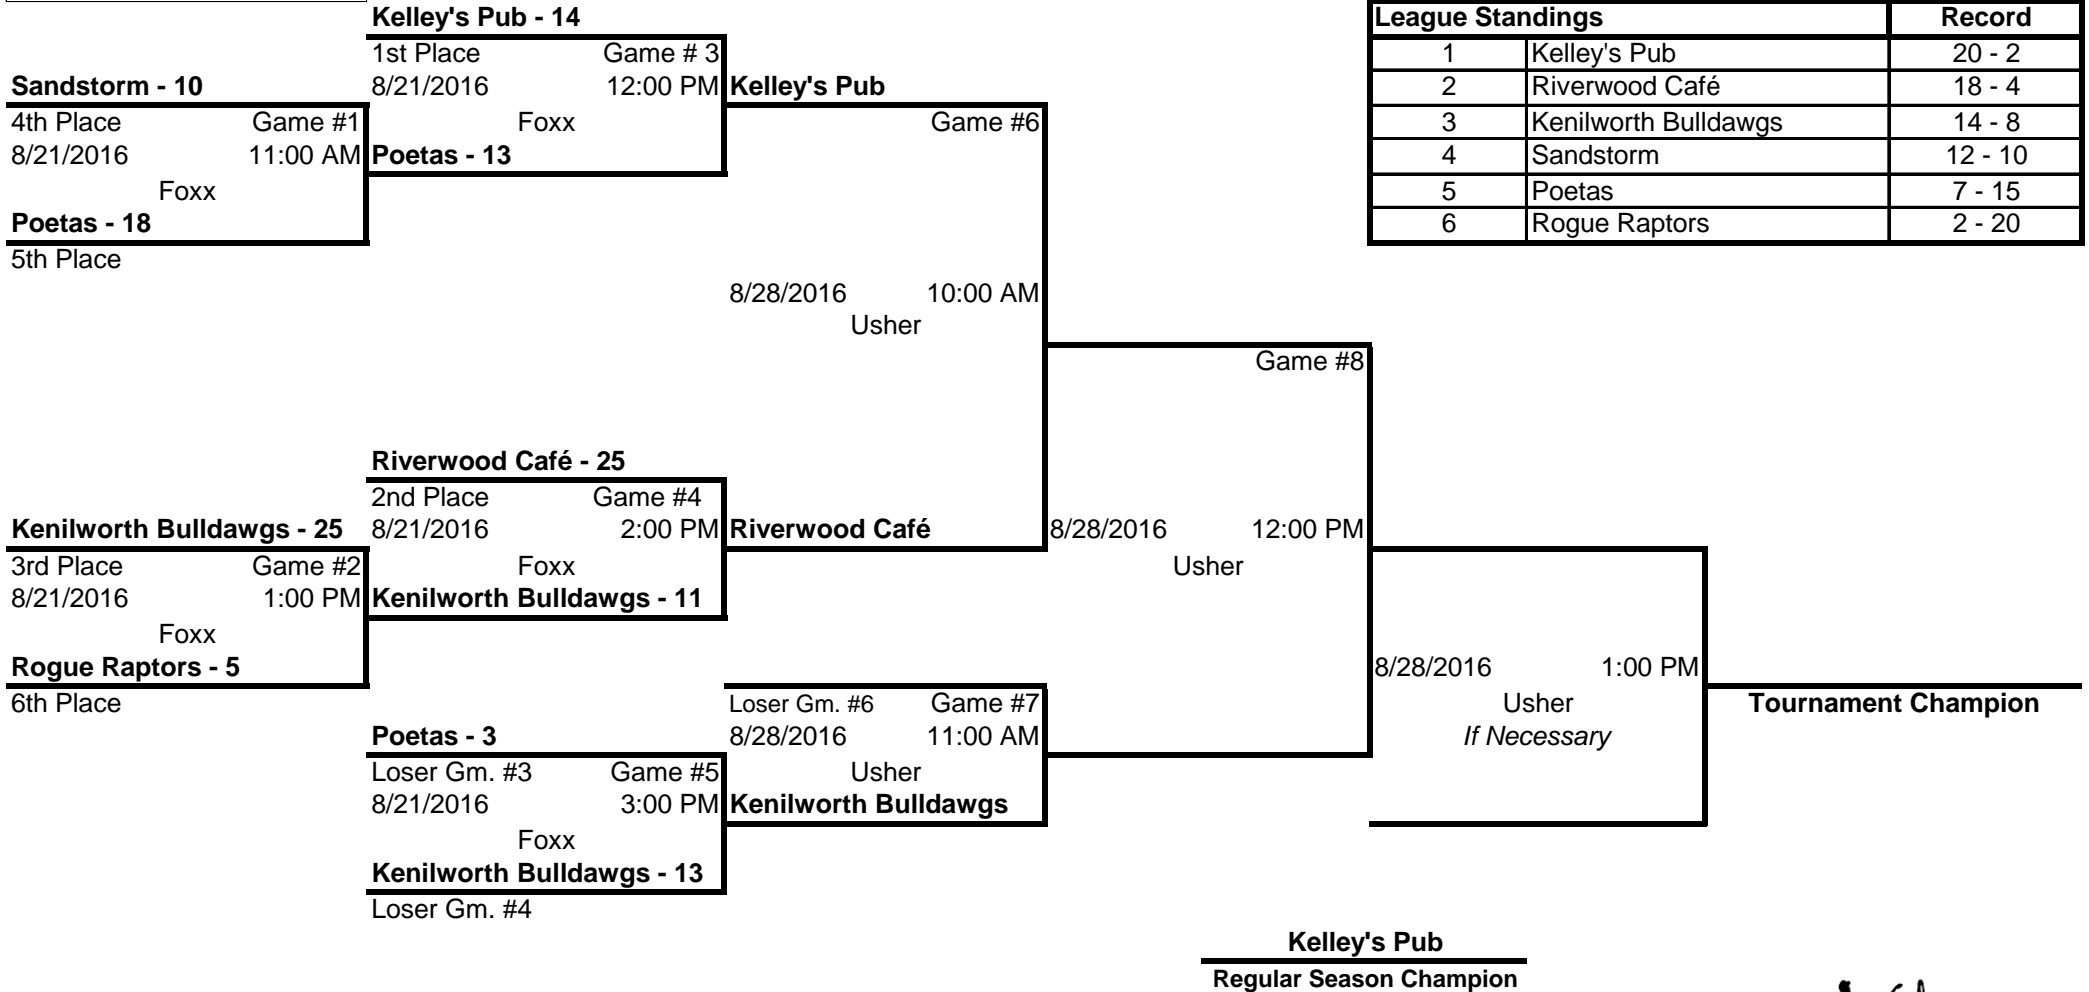 Kelley's Pub - 14
League Standings Record
1st Place Game # 3
1 Kelley's Pub 20 - 2
Sandstorm - 10 8/21/2016 12:00 PM Kelley's Pub
2 Riverwood Café 18 - 4
4th Place Game #1 Foxx Game #6
3 Kenilworth Bulldawgs 14 - 8
8/21/2016 11:00 AM Poetas - 13
4 Sandstorm 12 - 10
Foxx
5 Poetas 7 - 15
Poetas - 18
6 Rogue Raptors 2 - 20
5th Place
8/28/2016 10:00 AM
Usher
Game #8
Riverwood Café - 25
2nd Place Game #4
Kenilworth Bulldawgs - 25 8/21/2016 2:00 PM Riverwood Café 8/28/2016 12:00 PM
3rd Place Game #2 Foxx Usher
8/21/2016 1:00 PM Kenilworth Bulldawgs - 11
Foxx
Rogue Raptors - 5 8/28/2016 1:00 PM
6th Place Loser Gm. #6 Game #7 Usher Tournament Champion
Poetas - 3 8/28/2016 11:00 AM If Necessary
Loser Gm. #3 Game #5 Usher
8/21/2016 3:00 PM Kenilworth Bulldawgs
Foxx
Kenilworth Bulldawgs - 13
Loser Gm. #4
Kelley's Pub
Regular Season Champion